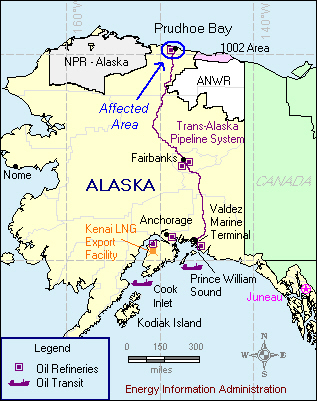 160°W
140°W
Prudhoe Bay
1002 Area
NPR - Alaska
ANWR
Affected
Area
Trans-Alaska
Pipeline System
Fairbanks
Nome
ALASKA
CANADA
Valdez
Marine
Terminal
Anchorage
Kenai LNG
Export
Facility
Prince William
Sound
Cook
Inlet
Juneau
Kodiak Island
Legend
Oil Refineries
Oil Transit
0 150 300
miles
N
Energy Information Administration